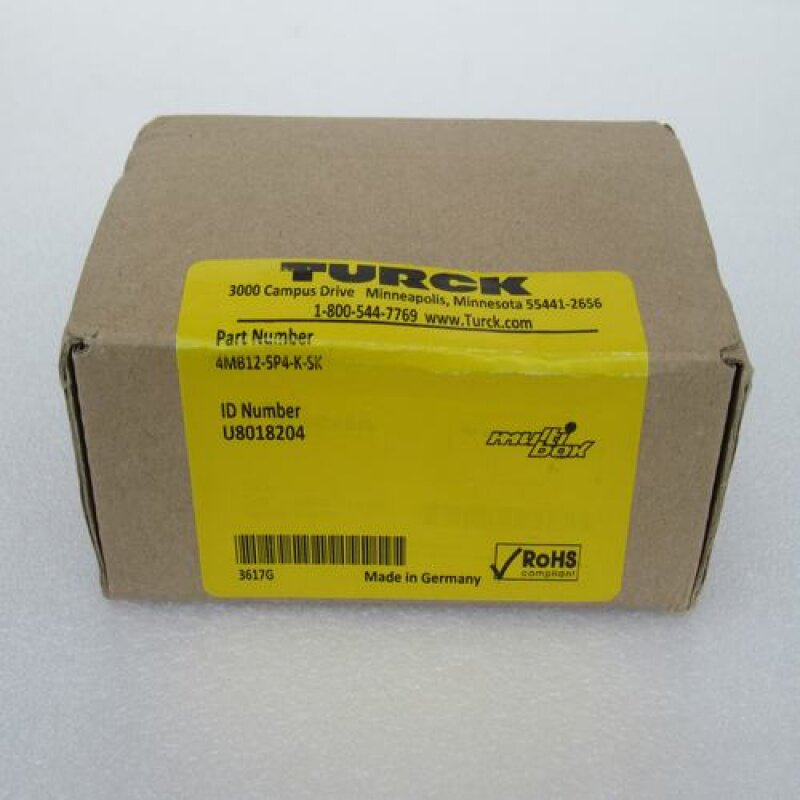 TURCK
3000 Campus Drive Minneapolis, Minnesota 55441-2656
1-800-544-7769 www.Turck.com
Part Number
4MB12-5P4-K-SK
ID Number
U8018204
multi
box
3617G
Made in Germany
RoHS
compliant